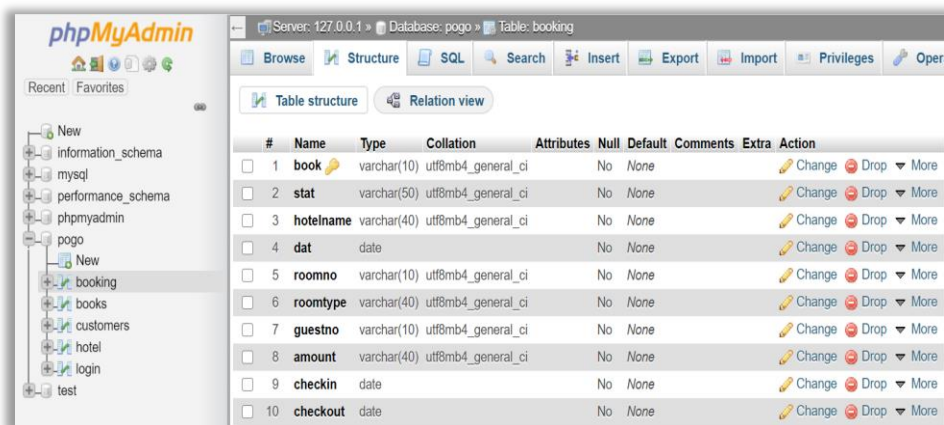 phpMyAdmin
Recent Favorites
New
information_schema
mysql
performance_schema
phpmyadmin
pogo
New
booking
books
customers
hotel
login
test
Server: 127.0.0.1 » Database: pogo » Table: booking
Browse Structure SQL Search Insert Export Import Privileges Oper
Table structure Relation view
# Name Type Collation Attributes Null Default Comments Extra Action
1 book varchar(10) utf8mb4_general_ci No None Change Drop More
2 stat varchar(50) utf8mb4_general_ci No None Change Drop More
3 hotelname varchar(40) utf8mb4_general_ci No None Change Drop More
4 dat date No None Change Drop More
5 roomno varchar(10) utf8mb4_general_ci No None Change Drop More
6 roomtype varchar(40) utf8mb4_general_ci No None Change Drop More
7 guestno varchar(10) utf8mb4_general_ci No None Change Drop More
8 amount varchar(40) utf8mb4_general_ci No None Change Drop More
9 checkin date No None Change Drop More
10 checkout date No None Change Drop More